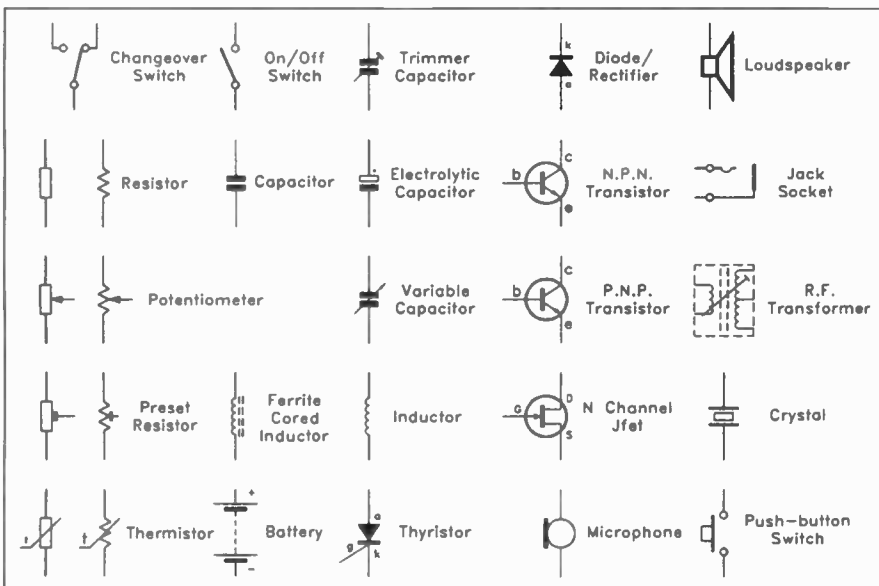 Changeover
Switch
On/Off
Switch
Trimmer
Capacitor
k
a
Diode/
Rectifier
Loudspeaker
Resistor
Capacitor
+
Electrolytic
Capacitor
b
c
e
N.P.N.
Transistor
Jack
Socket
Potentiometer
Variable
Capacitor
b
c
e
P.N.P.
Transistor
R.F.
Transformer
Preset
Resistor
Ferrite
Cored
Inductor
Inductor
G
D
S
N Channel
Jfet
Crystal
t
t
Thermistor
+
−
Battery
a
g
k
Thyristor
Microphone
Push-button
Switch